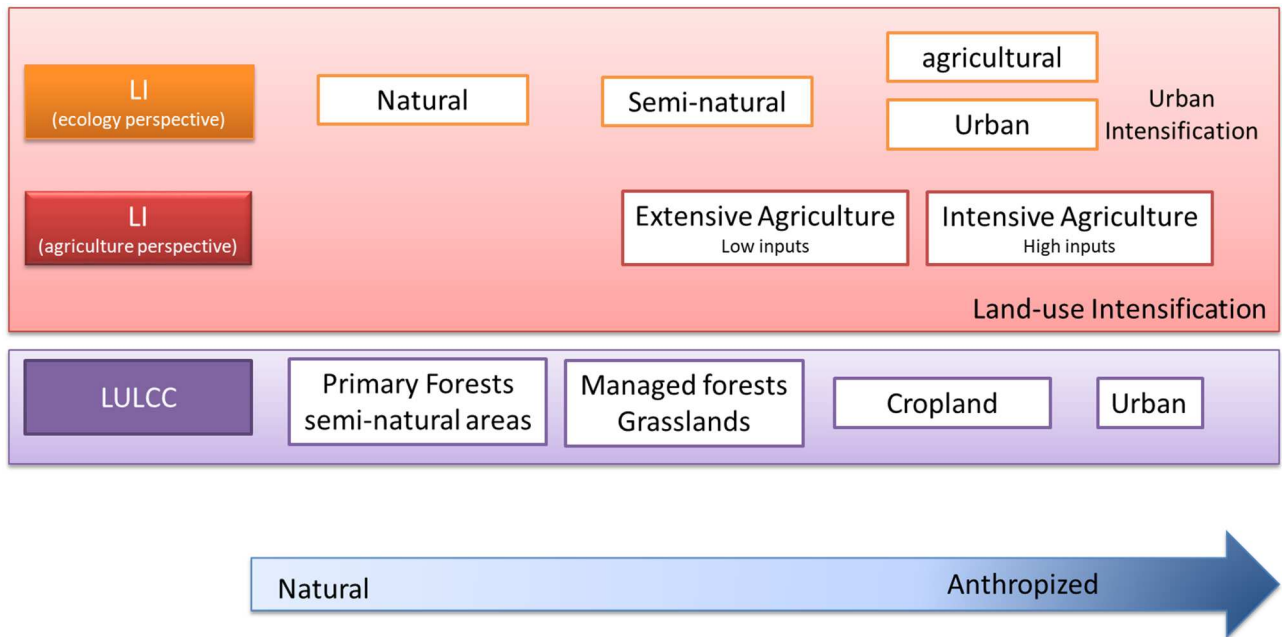 LI
(ecology perspective)
Natural
Semi-natural
agricultural
Urban
Urban
Intensification
LI
(agriculture perspective)
Extensive Agriculture
Low inputs
Intensive Agriculture
High inputs
Land-use Intensification
LULCC
Primary Forests
semi-natural areas
Managed forests
Grasslands
Cropland
Urban
Natural
Anthropized